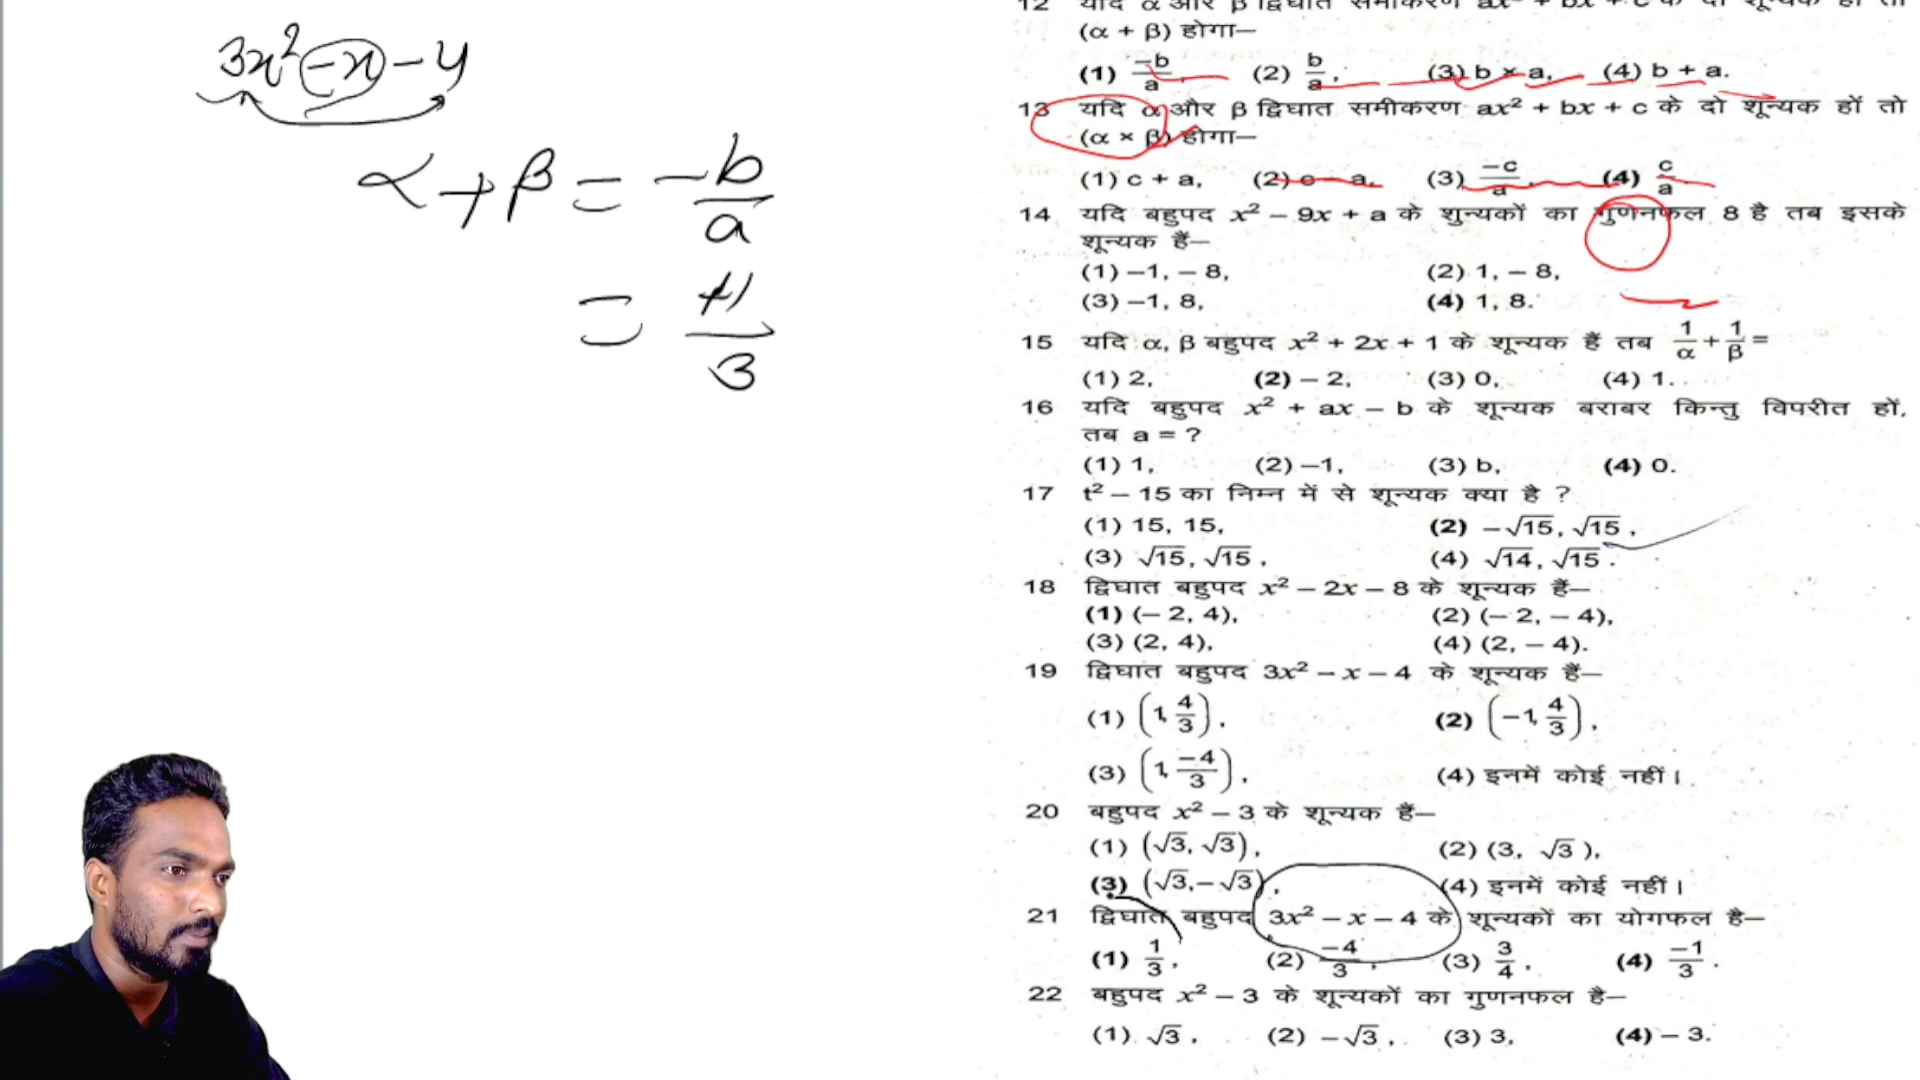 3x² - x - 4
α + β = -b/a
= +1/3
12 यदि α और β द्विघात समीकरण ax² + bx + c के दो शून्यक हों तो
(α + β) होगा—
(1) -b/a, (2) b/a, (3) b × a, (4) b + a.
13 यदि α और β द्विघात समीकरण ax² + bx + c के दो शून्यक हों तो
(α × β) होगा—
(1) c + a, (2) c – a, (3) -c/a, (4) c/a
14 यदि बहुपद x² – 9x + a के शुन्यकों का गुणनफल 8 है तब इसके
शून्यक हैं—
(1) –1, – 8, (2) 1, – 8,
(3) –1, 8, (4) 1, 8.
15 यदि α, β बहुपद x² + 2x + 1 के शून्यक हैं तब 1/α + 1/β =
(1) 2, (2) – 2, (3) 0, (4) 1.
16 यदि बहुपद x² + ax – b के शून्यक बराबर किन्तु विपरीत हों,
तब a = ?
(1) 1, (2) –1, (3) b, (4) 0.
17 t² – 15 का निम्न में से शून्यक क्या है ?
(1) 15, 15, (2) –√15, √15,
(3) √15, √15, (4) √14, √15.
18 द्विघात बहुपद x² – 2x – 8 के शून्यक हैं—
(1) (– 2, 4), (2) (– 2, – 4),
(3) (2, 4), (4) (2, – 4).
19 द्विघात बहुपद 3x² – x – 4 के शून्यक हैं—
(1) (1, 4/3), (2) (–1, 4/3),
(3) (1, -4/3), (4) इनमें कोई नहीं।
20 बहुपद x² – 3 के शून्यक हैं—
(1) (√3, √3), (2) (3, √3),
(3) (√3, –√3), (4) इनमें कोई नहीं।
21 द्विघात बहुपद 3x² – x – 4 के शून्यकों का योगफल है—
(1) 1/3, (2) -4/3, (3) 3/4, (4) -1/3.
22 बहुपद x² – 3 के शून्यकों का गुणनफल है—
(1) √3, (2) –√3, (3) 3, (4) – 3.